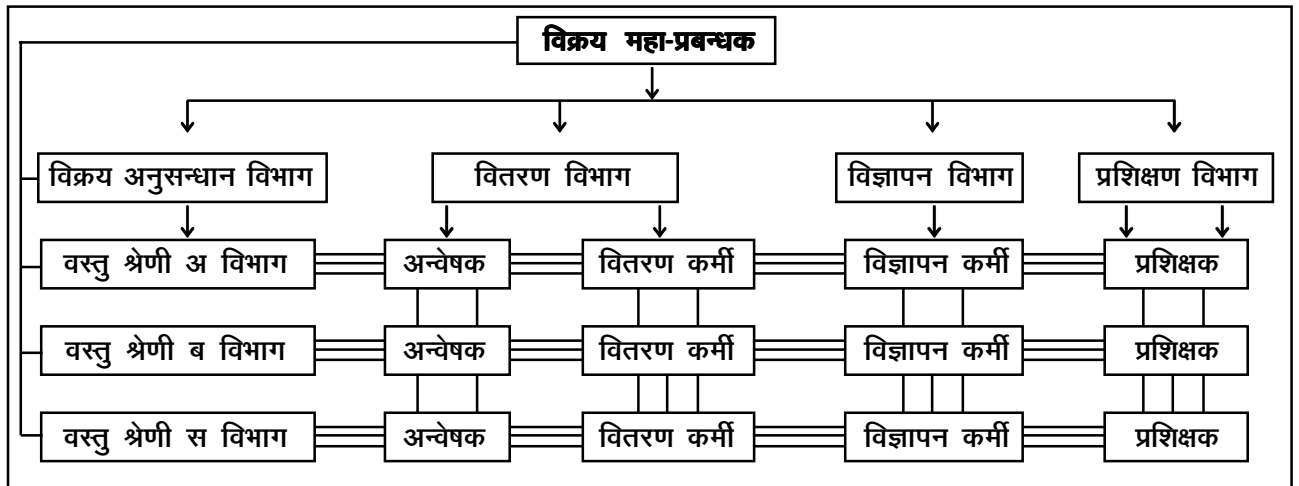 विक्रय महा-प्रबन्धक
विक्रय अनुसन्धान विभाग वितरण विभाग विज्ञापन विभाग प्रशिक्षण विभाग
वस्तु श्रेणी अ विभाग अन्वेषक वितरण कर्मी विज्ञापन कर्मी प्रशिक्षक
वस्तु श्रेणी ब विभाग अन्वेषक वितरण कर्मी विज्ञापन कर्मी प्रशिक्षक
वस्तु श्रेणी स विभाग अन्वेषक वितरण कर्मी विज्ञापन कर्मी प्रशिक्षक